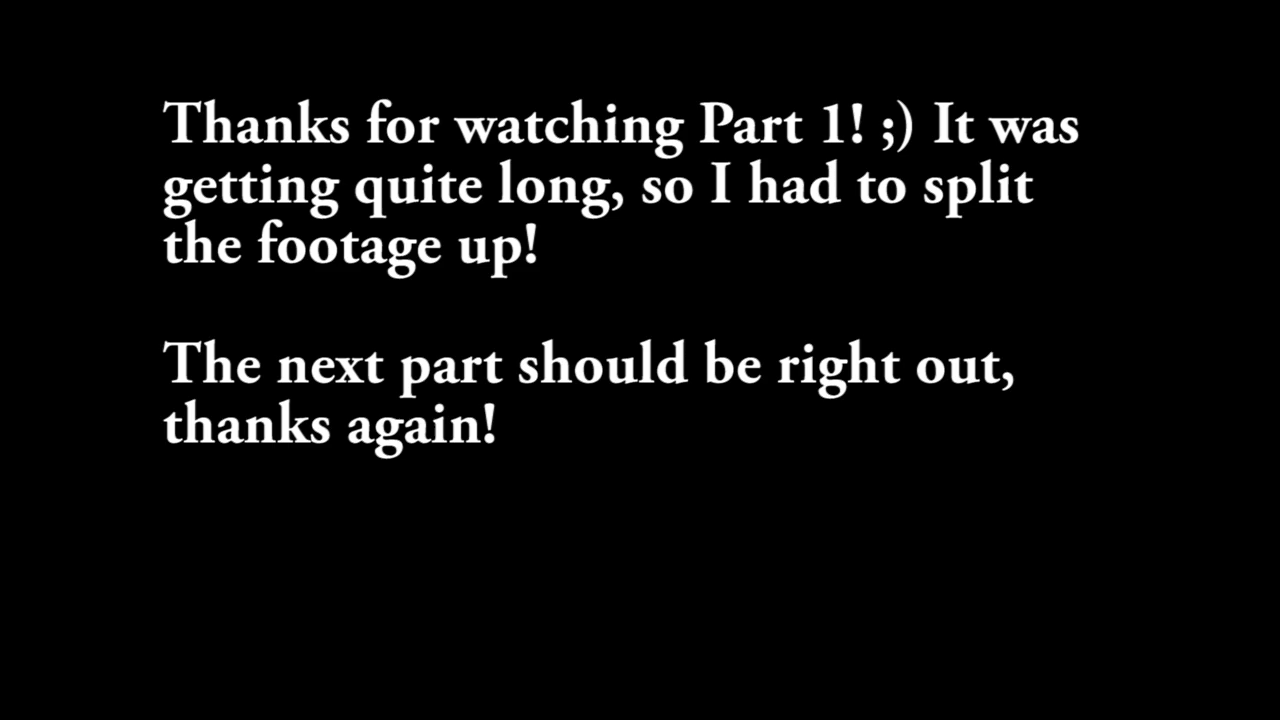 Thanks for watching Part 1! ;) It was
getting quite long, so I had to split
the footage up!
The next part should be right out,
thanks again!